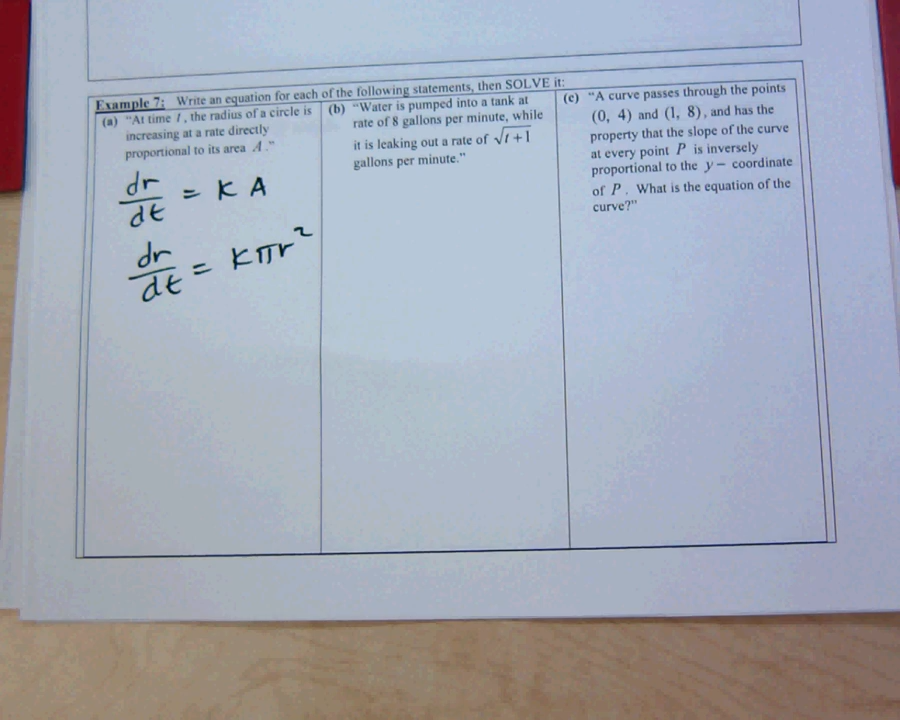 Example 7: Write an equation for each of the following statements, then SOLVE it:
(a) "At time t, the radius of a circle is
increasing at a rate directly
proportional to its area A."
dr/dt = K A
dr/dt = Kπr²
(b) "Water is pumped into a tank at
rate of 8 gallons per minute, while
it is leaking out a rate of √(t+1)
gallons per minute."
(c) "A curve passes through the points
(0, 4) and (1, 8), and has the
property that the slope of the curve
at every point P is inversely
proportional to the y– coordinate
of P. What is the equation of the
curve?"